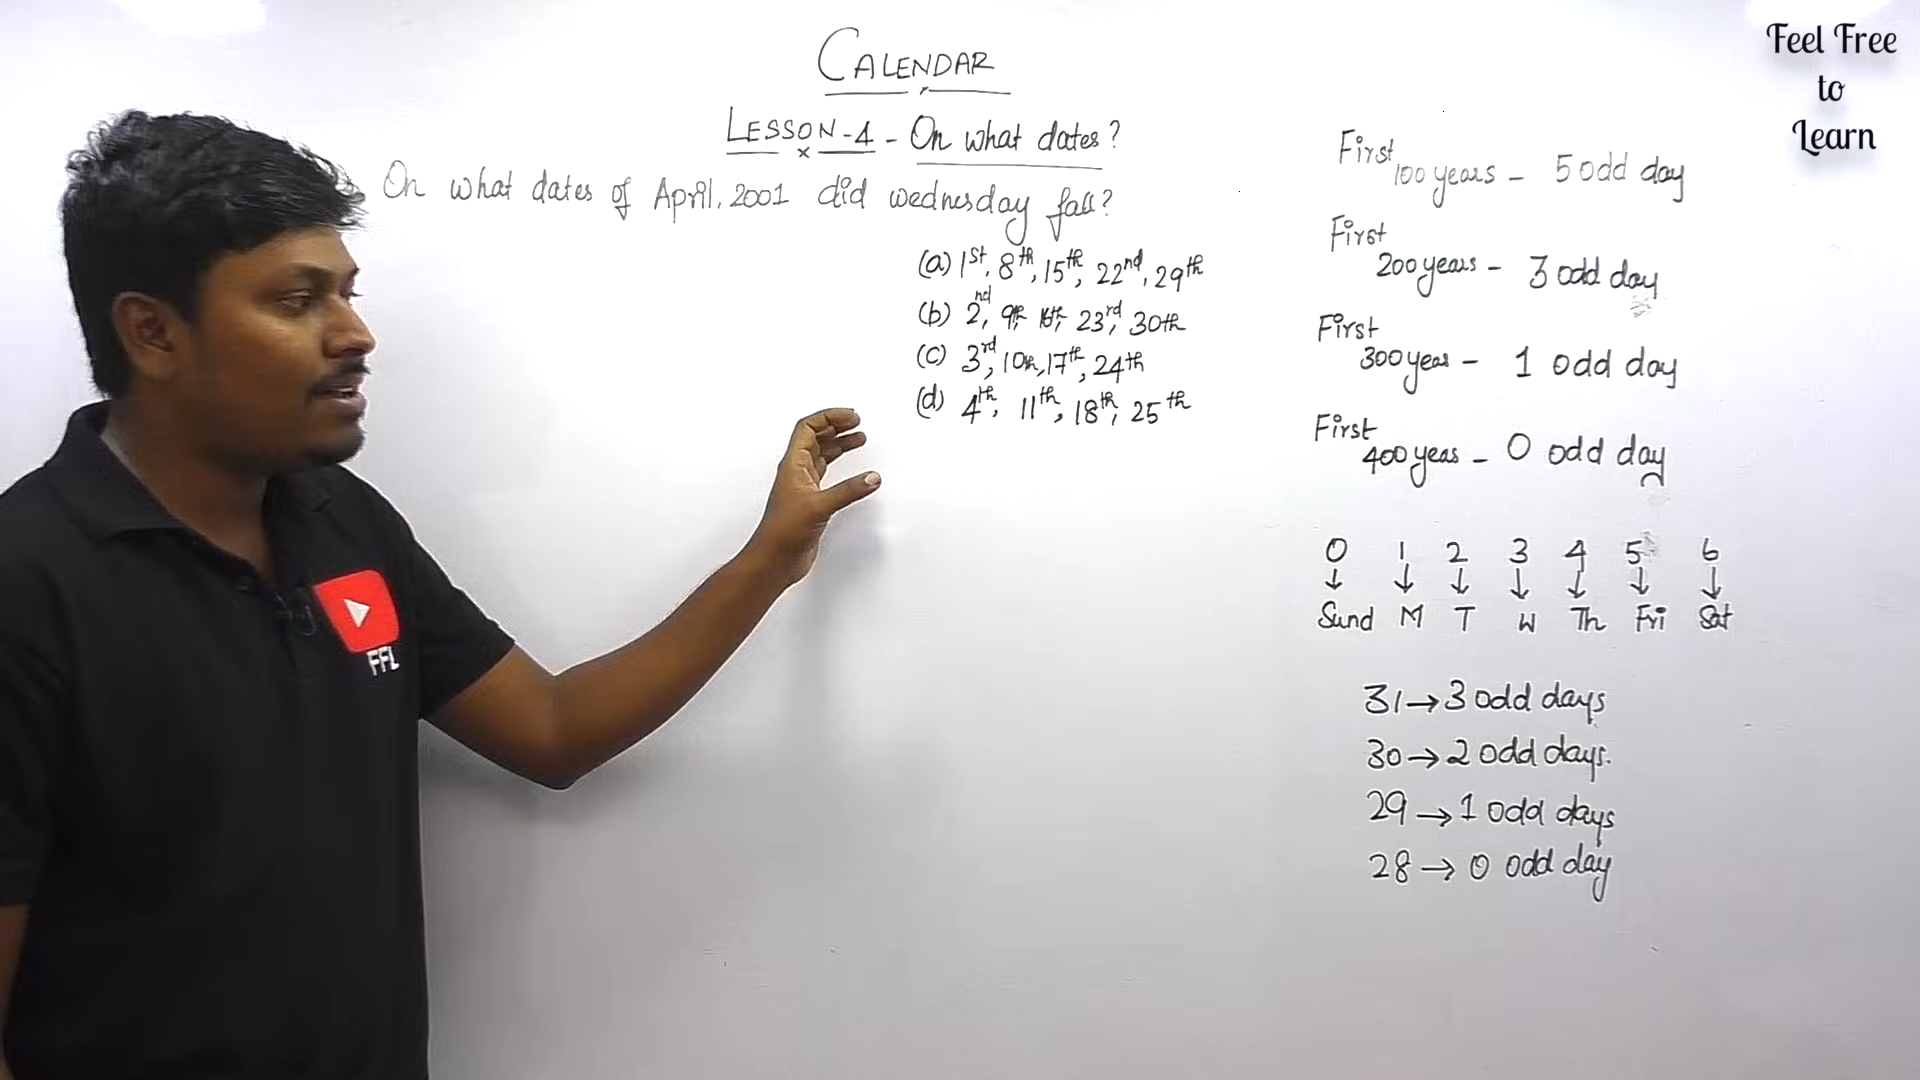 Feel Free
to
Learn
CALENDAR
LESSON-4 - On what dates?
On what dates of April, 2001 did wednesday fall?
(a) 1st, 8th, 15th, 22nd, 29th
(b) 2nd, 9th, 16th, 23rd, 30th
(c) 3rd, 10th, 17th, 24th
(d) 4th, 11th, 18th, 25th
First
100 years - 5 odd day
First
200 years - 3 odd day
First
300 years - 1 odd day
First
400 years - 0 odd day
0 1 2 3 4 5 6
↓ ↓ ↓ ↓ ↓ ↓ ↓
Sund M T W Th Fri Sat
31 → 3 odd days
30 → 2 odd days.
29 → 1 odd days
28 → 0 odd day
FFL